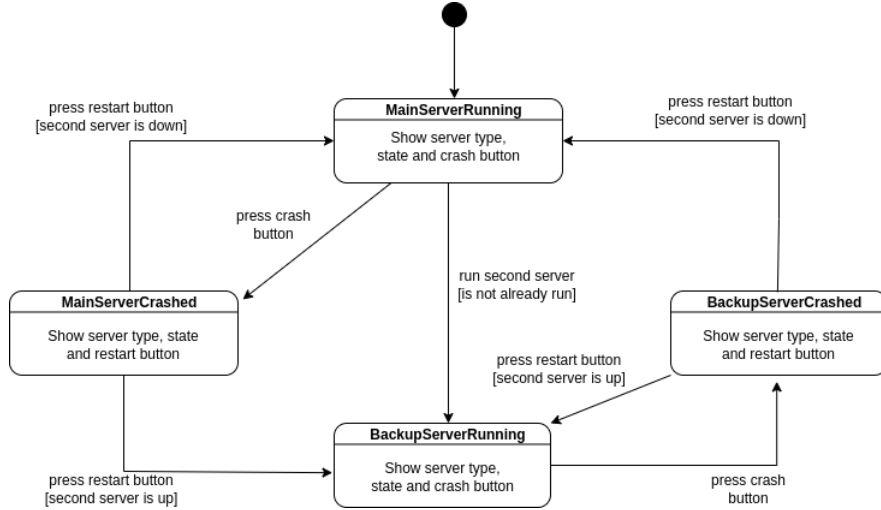 MainServerRunning
Show server type,
state and crash button
press restart button
[second server is down]
press restart button
[second server is down]
press crash
button
run second server
[is not already run]
MainServerCrashed
Show server type, state
and restart button
BackupServerCrashed
Show server type, state
and restart button
press restart button
[second server is up]
BackupServerRunning
Show server type,
state and crash button
press restart button
[second server is up]
press crash
button